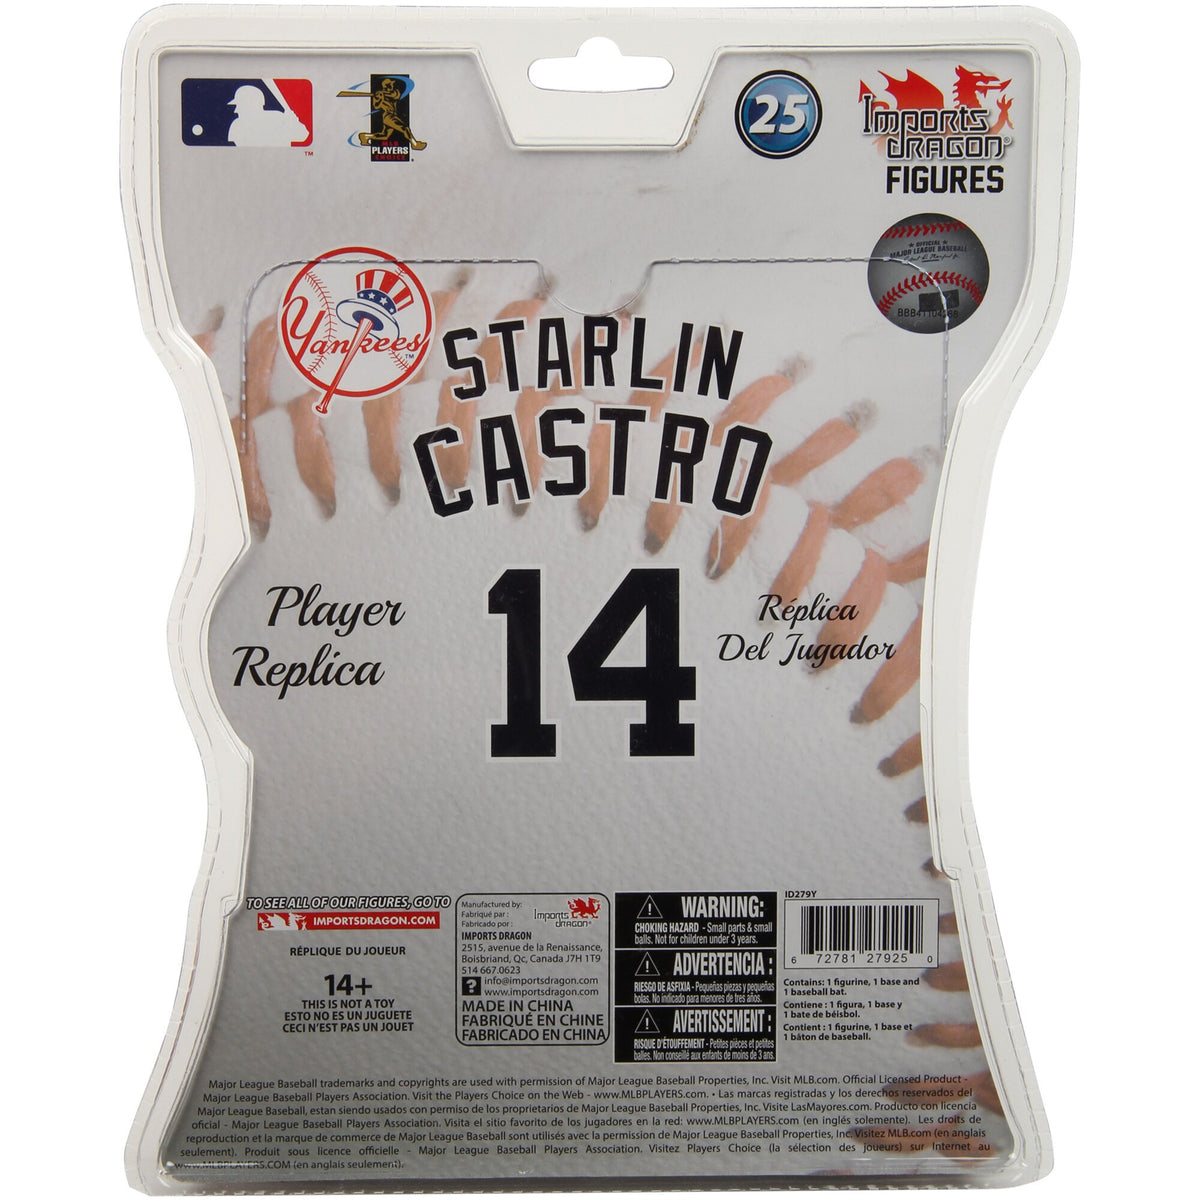 MLB
PLAYERS
CHOICE
TM
25
Imports
DRAGON®
FIGURES
OFFICIAL
MAJOR LEAGUE BASEBALL
Yankees
TM
STARLIN
CASTRO
14
Player
Replica
Réplica
Del Jugador
TO SEE ALL OF OUR FIGURES, GO TO
IMPORTSDRAGON.COM
RÉPLIQUE DU JOUEUR
14+
THIS IS NOT A TOY
ESTO NO ES UN JUGUETE
CECI N'EST PAS UN JOUET
Manufactured by:
Fabriqué par :
Fabricado por :
Imports
DRAGON
IMPORTS DRAGON
2515, avenue de la Renaissance,
Boisbriand, Qc, Canada J7H 1T9
514 667.0623
info@importsdragon.com
? www.importsdragon.com
MADE IN CHINA
FABRIQUÉ EN CHINE
FABRICADO EN CHINA
WARNING:
CHOKING HAZARD - Small parts & small
balls. Not for children under 3 years.
ADVERTENCIA :
RIESGO DE ASFIXIA - Pequeñas piezas y pequeñas
bolas. No indicado para menores de tres años.
AVERTISSEMENT :
RISQUE D'ÉTOUFFEMENT - Petites pièces et petites
balles. Non conseillé aux enfants de moins de 3 ans.
ID279Y
6 72781 27925 0
Contains: 1 figurine, 1 base and
1 baseball bat.
Contiene : 1 figura, 1 base y
1 bate de béisbol.
Contient : 1 figurine, 1 base et
1 bâton de baseball.
Major League Baseball trademarks and copyrights are used with permission of Major League Baseball Properties, Inc. Visit MLB.com. Official Licensed Product -
Major League Baseball Players Association. Visit the Players Choice on the Web - www.MLBPLAYERS.com. • Las marcas registradas y los derechos reservados del
Major League Baseball, estan siendo usados con permiso de los proprietarios de Major League Baseball Properties, Inc. Visite LasMayores.com. Producto con licencia
oficial - Major League Baseball Players Association. Visita el sitio favorito de los jugadores en la red: www.MLBPLAYERS.com (en inglés solemente). Les droits de
reproduction et la marque de commerce de Major League Baseball sont utilisés avec la permission de Major League Baseball Properties, Inc. Visitez MLB.com (en anglais
seulement). Produit sous licence officielle - Major League Baseball Players Association. Visitez Players Choice (la sélection des joueurs) sur Internet au
www.MLBPLAYERS.COM (en anglais seulement).